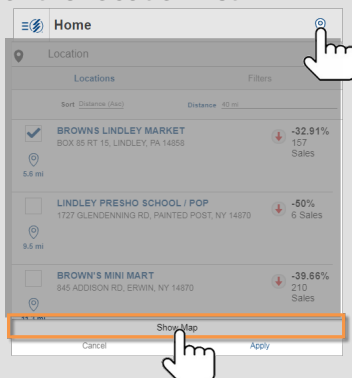 Home
Location
Locations Filters
Sort Distance (Asc) Distance 40 mi
BROWNS LINDLEY MARKET
BOX 85 RT 15, LINDLEY, PA 14858
-32.91%
157
Sales
5.6 mi
LINDLEY PRESHO SCHOOL / POP
1727 GLENDENNING RD, PAINTED POST, NY 14870
-50%
6 Sales
9.5 mi
BROWN'S MINI MART
845 ADDISON RD, ERWIN, NY 14870
-39.66%
210
Sales
Show Map
Cancel Apply